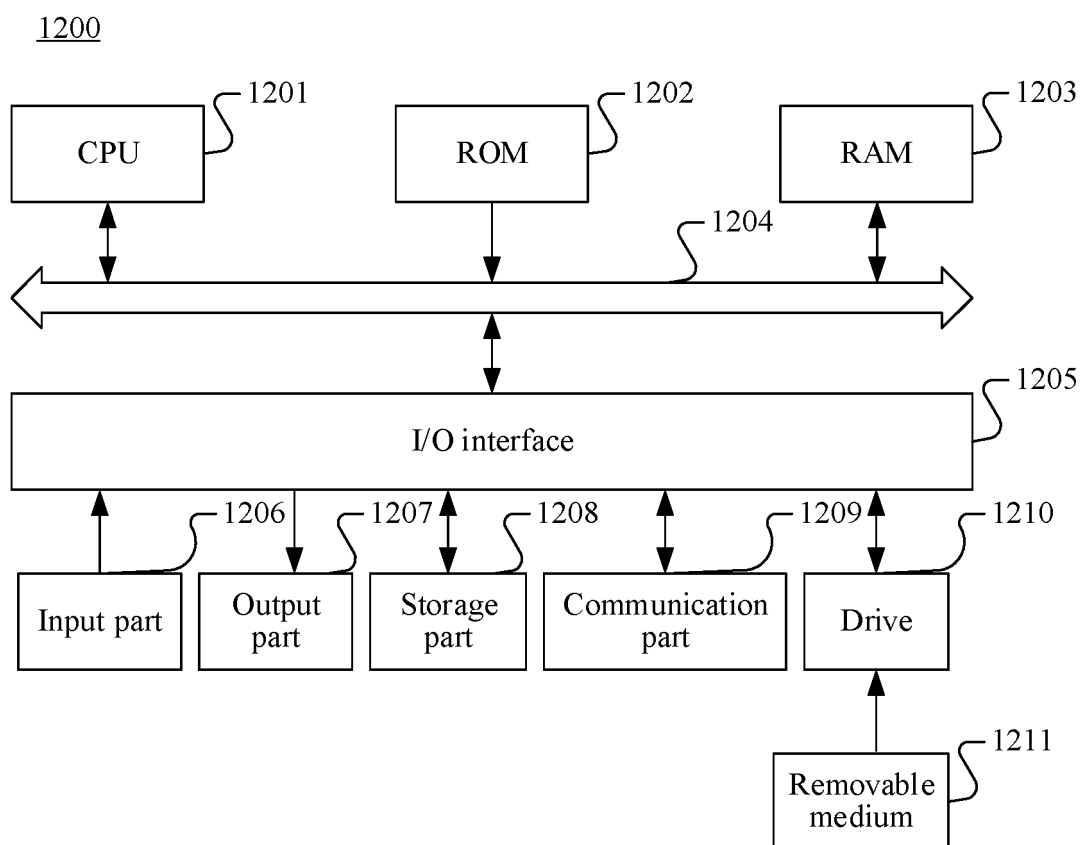 1200
1201
1202
1203
CPU
ROM
RAM
1204
1205
I/O interface
1206
1207
1208
1209
1210
Input part
Output
part
Storage
part
Communication
part
Drive
1211
Removable
medium